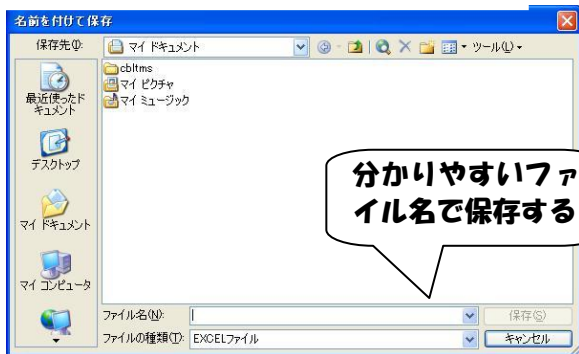 名前を付けて保存
保存先(I):
マイ ドキュメント
ツール(L)
cbltms
マイ ピクチャ
マイ ミュージック
最近使ったド
キュメント
デスクトップ
マイ ドキュメント
マイ コンピュータ
分かりやすいファ
イル名で保存する
ファイル名(N):
保存(S)
ファイルの種類(T):
EXCELファイル
キャンセル